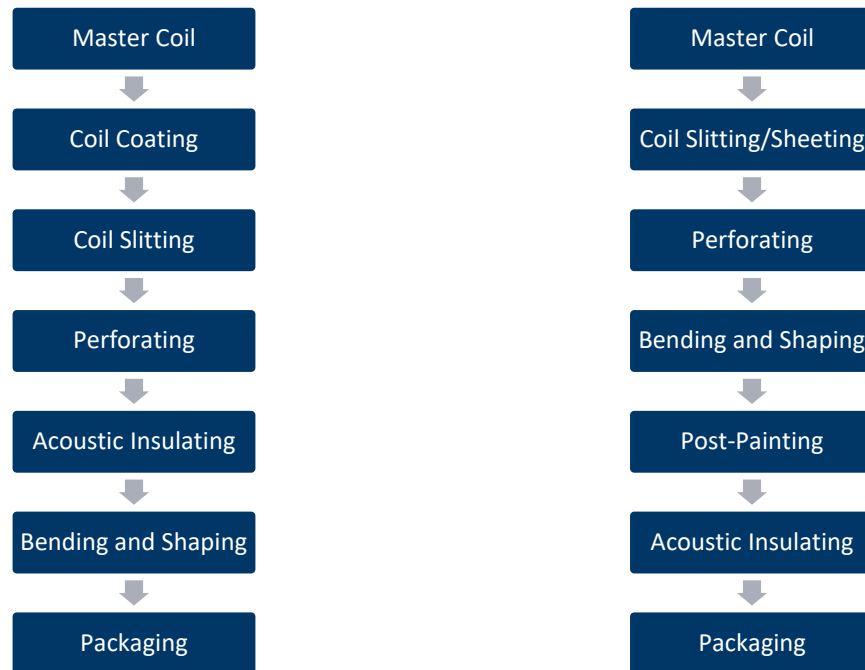 Master Coil
Coil Coating
Coil Slitting
Perforating
Acoustic Insulating
Bending and Shaping
Packaging
Master Coil
Coil Slitting/Sheeting
Perforating
Bending and Shaping
Post-Painting
Acoustic Insulating
Packaging